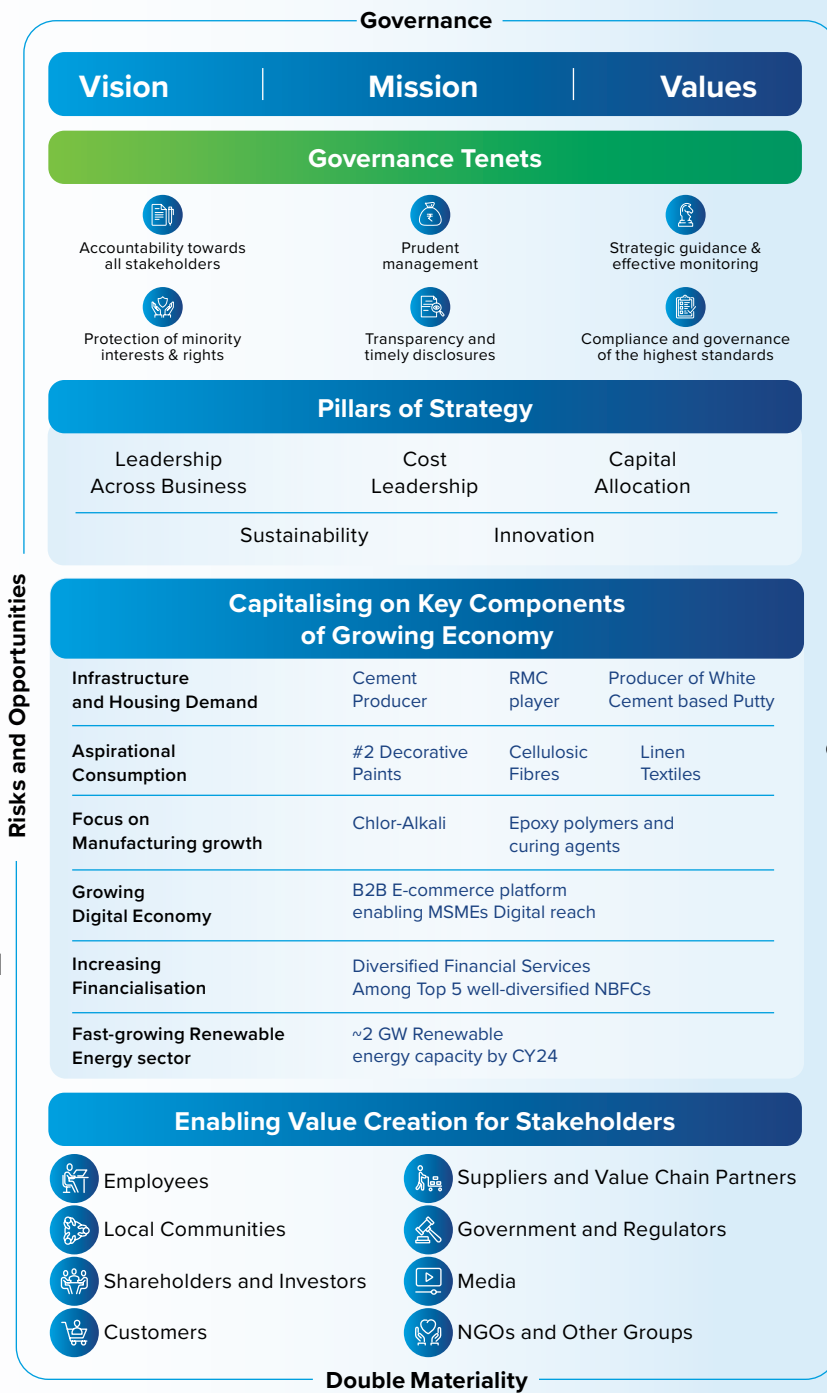 Governance
Vision
Mission
Values
Governance Tenets
Accountability towards
all stakeholders
Prudent
management
Strategic guidance &
effective monitoring
Protection of minority
interests & rights
Transparency and
timely disclosures
Compliance and governance
of the highest standards
Pillars of Strategy
Leadership
Across Business
Cost
Leadership
Capital
Allocation
Sustainability
Innovation
Risks and Opportunities
Capitalising on Key Components
of Growing Economy
Infrastructure
and Housing Demand
Cement
Producer
RMC
player
Producer of White
Cement based Putty
Aspirational
Consumption
#2 Decorative
Paints
Cellulosic
Fibres
Linen
Textiles
Focus on
Manufacturing growth
Chlor-Alkali
Epoxy polymers and
curing agents
Growing
Digital Economy
B2B E-commerce platform
enabling MSMEs Digital reach
Increasing
Financialisation
Diversified Financial Services
Among Top 5 well-diversified NBFCs
Fast-growing Renewable
Energy sector
~2 GW Renewable
energy capacity by CY24
Enabling Value Creation for Stakeholders
Employees
Suppliers and Value Chain Partners
Local Communities
Government and Regulators
Shareholders and Investors
Media
Customers
NGOs and Other Groups
Double Materiality